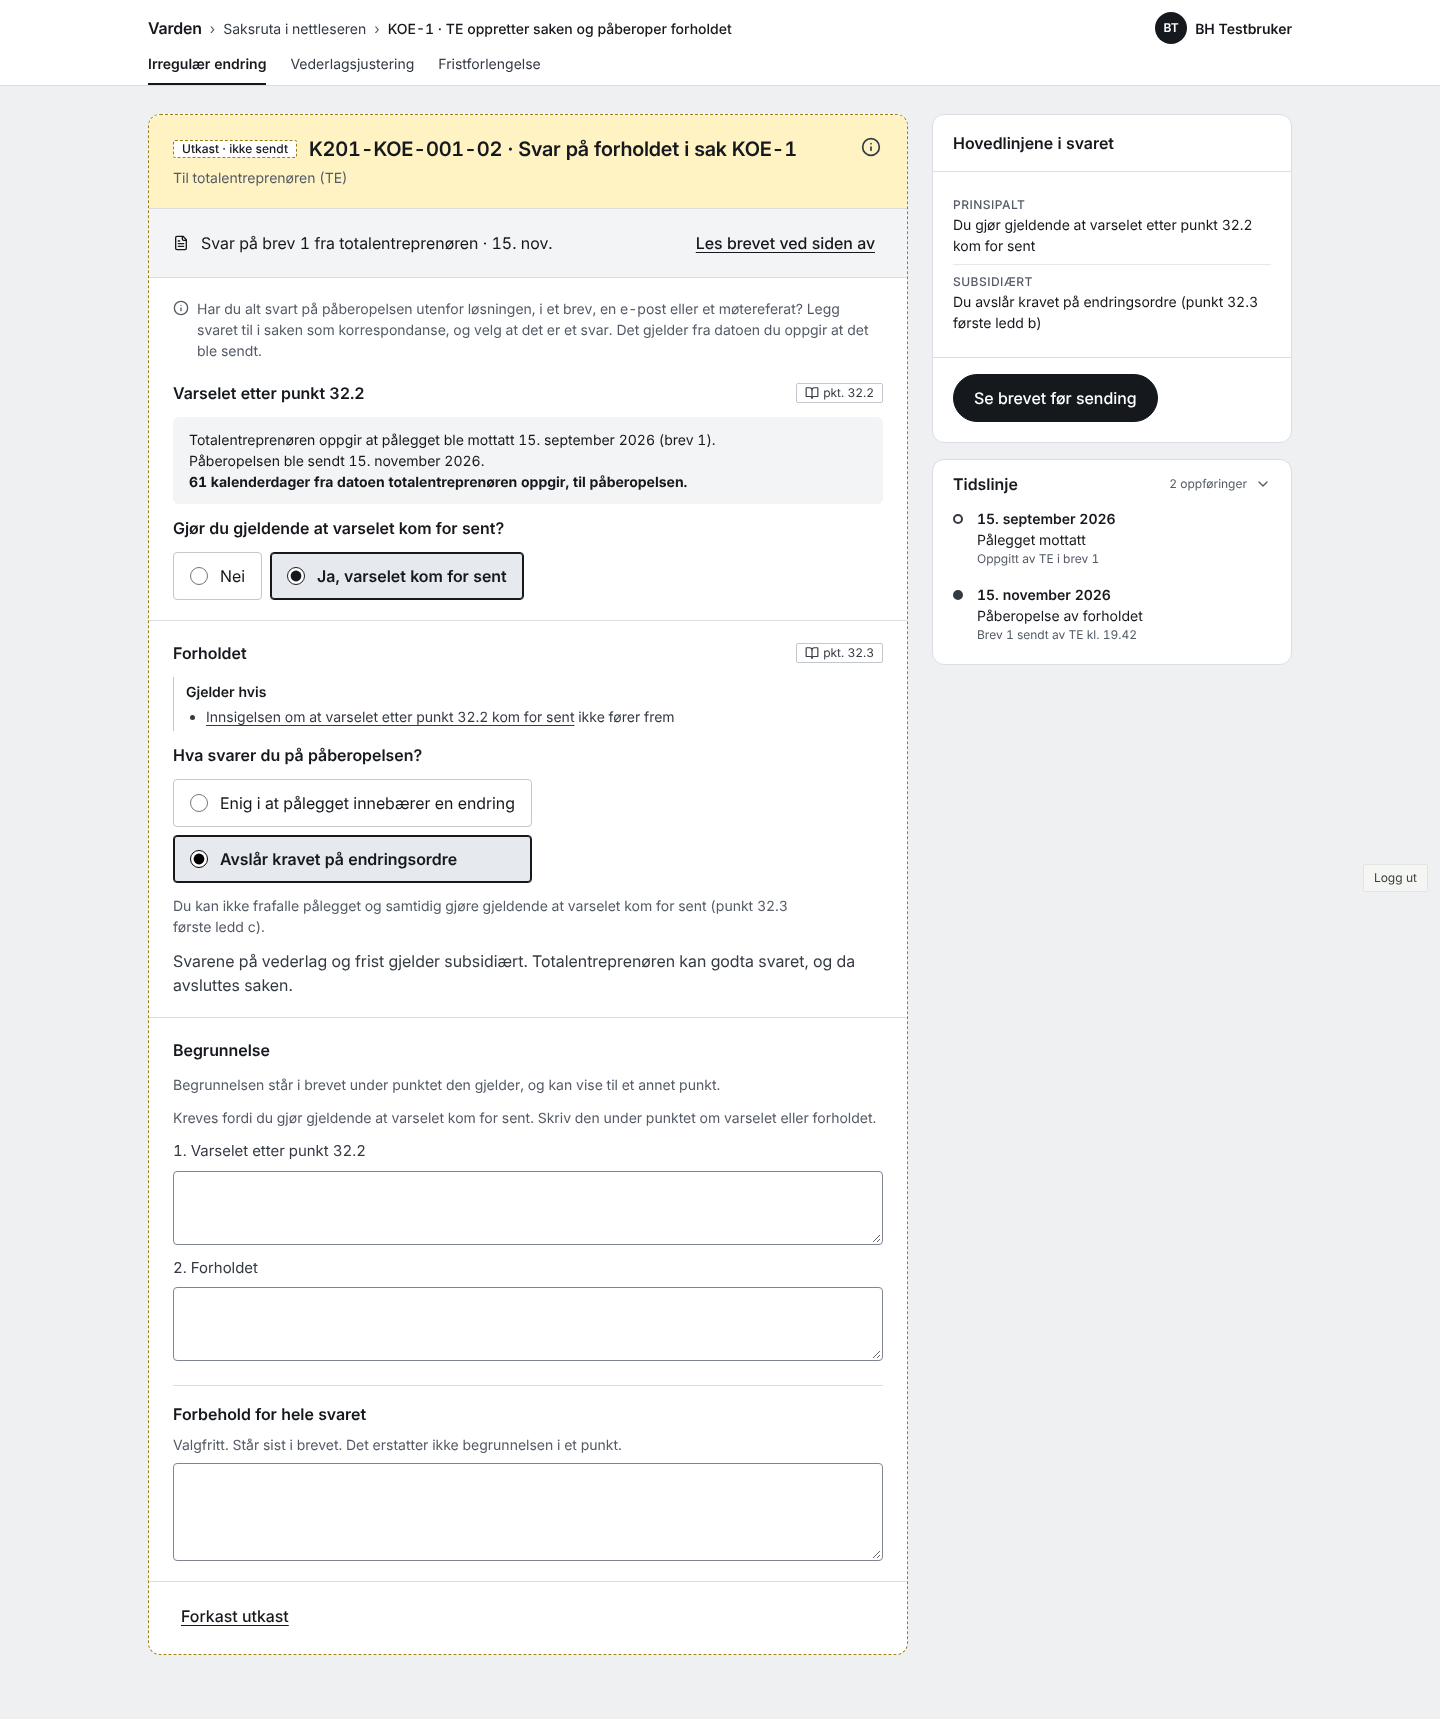 Varden › Saksruta i nettleseren › KOE-1 · TE oppretter saken og påberoper forholdet
BT BH Testbruker
Irregulær endring Vederlagsjustering Fristforlengelse
Utkast · ikke sendt K201-KOE-001-02 · Svar på forholdet i sak KOE-1
Til totalentreprenøren (TE)
Svar på brev 1 fra totalentreprenøren · 15. nov. Les brevet ved siden av
Har du alt svart på påberopelsen utenfor løsningen, i et brev, en e-post eller et møtereferat? Legg
svaret til i saken som korrespondanse, og velg at det er et svar. Det gjelder fra datoen du oppgir at det
ble sendt.
Varselet etter punkt 32.2 pkt. 32.2
Totalentreprenøren oppgir at pålegget ble mottatt 15. september 2026 (brev 1).
Påberopelsen ble sendt 15. november 2026.
61 kalenderdager fra datoen totalentreprenøren oppgir, til påberopelsen.
Gjør du gjeldende at varselet kom for sent?
Nei Ja, varselet kom for sent
Forholdet pkt. 32.3
Gjelder hvis
• Innsigelsen om at varselet etter punkt 32.2 kom for sent ikke fører frem
Hva svarer du på påberopelsen?
Enig i at pålegget innebærer en endring
Avslår kravet på endringsordre
Du kan ikke frafalle pålegget og samtidig gjøre gjeldende at varselet kom for sent (punkt 32.3
første ledd c).
Svarene på vederlag og frist gjelder subsidiært. Totalentreprenøren kan godta svaret, og da
avsluttes saken.
Begrunnelse
Begrunnelsen står i brevet under punktet den gjelder, og kan vise til et annet punkt.
Kreves fordi du gjør gjeldende at varselet kom for sent. Skriv den under punktet om varselet eller forholdet.
1. Varselet etter punkt 32.2
2. Forholdet
Forbehold for hele svaret
Valgfritt. Står sist i brevet. Det erstatter ikke begrunnelsen i et punkt.
Forkast utkast
Hovedlinjene i svaret
PRINSIPALT
Du gjør gjeldende at varselet etter punkt 32.2
kom for sent
SUBSIDIÆRT
Du avslår kravet på endringsordre (punkt 32.3
første ledd b)
Se brevet før sending
Tidslinje 2 oppføringer
15. september 2026
Pålegget mottatt
Oppgitt av TE i brev 1
15. november 2026
Påberopelse av forholdet
Brev 1 sendt av TE kl. 19.42
Logg ut